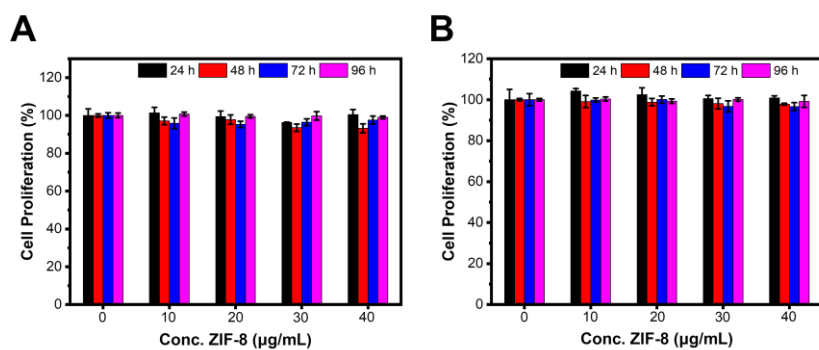 A
Cell Proliferation (%)
120
100
80
60
40
20
0
24 h 48 h 72 h 96 h
0 10 20 30 40
Conc. ZIF-8 (µg/mL)
B
Cell Proliferation (%)
120
100
80
60
40
20
0
24 h 48 h 72 h 96 h
0 10 20 30 40
Conc. ZIF-8 (µg/mL)